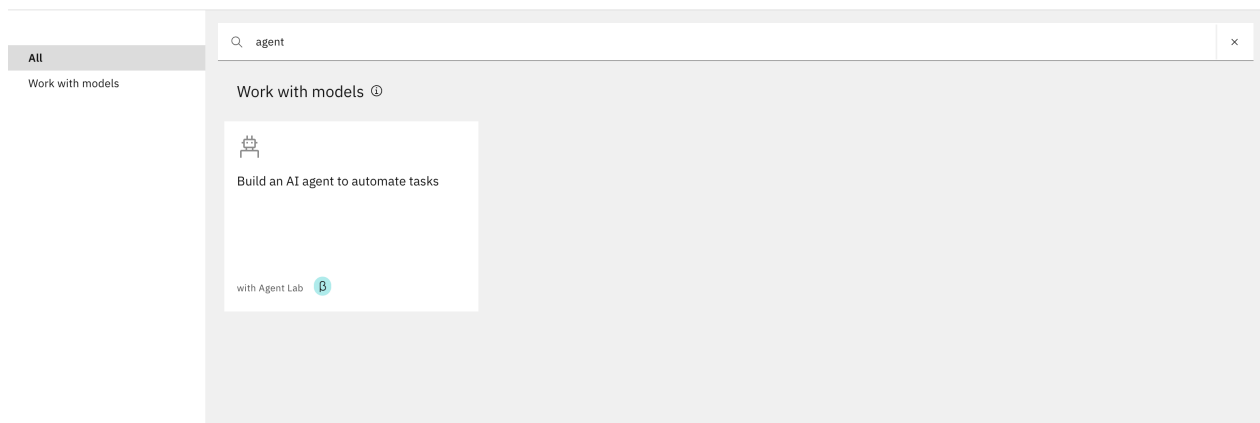 All
Work with models
agent
Work with models
Build an AI agent to automate tasks
with Agent Lab β